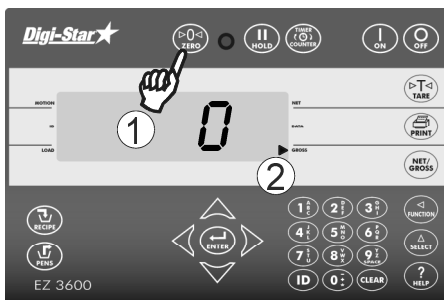 Digi-Star
▷0◁
ZERO
HOLD
TIMER
COUNTER
ON
OFF
▷T◁
TARE
MOTION
NET
1
0
DATA
PRINT
LOAD
GROSS
2
NET/
GROSS
RECIPE
1
2
3
FUNCTION
ENTER
4
5
6
SELECT
PENS
7
8
9
SPACE
EZ 3600
ID
0
CLEAR
?
HELP